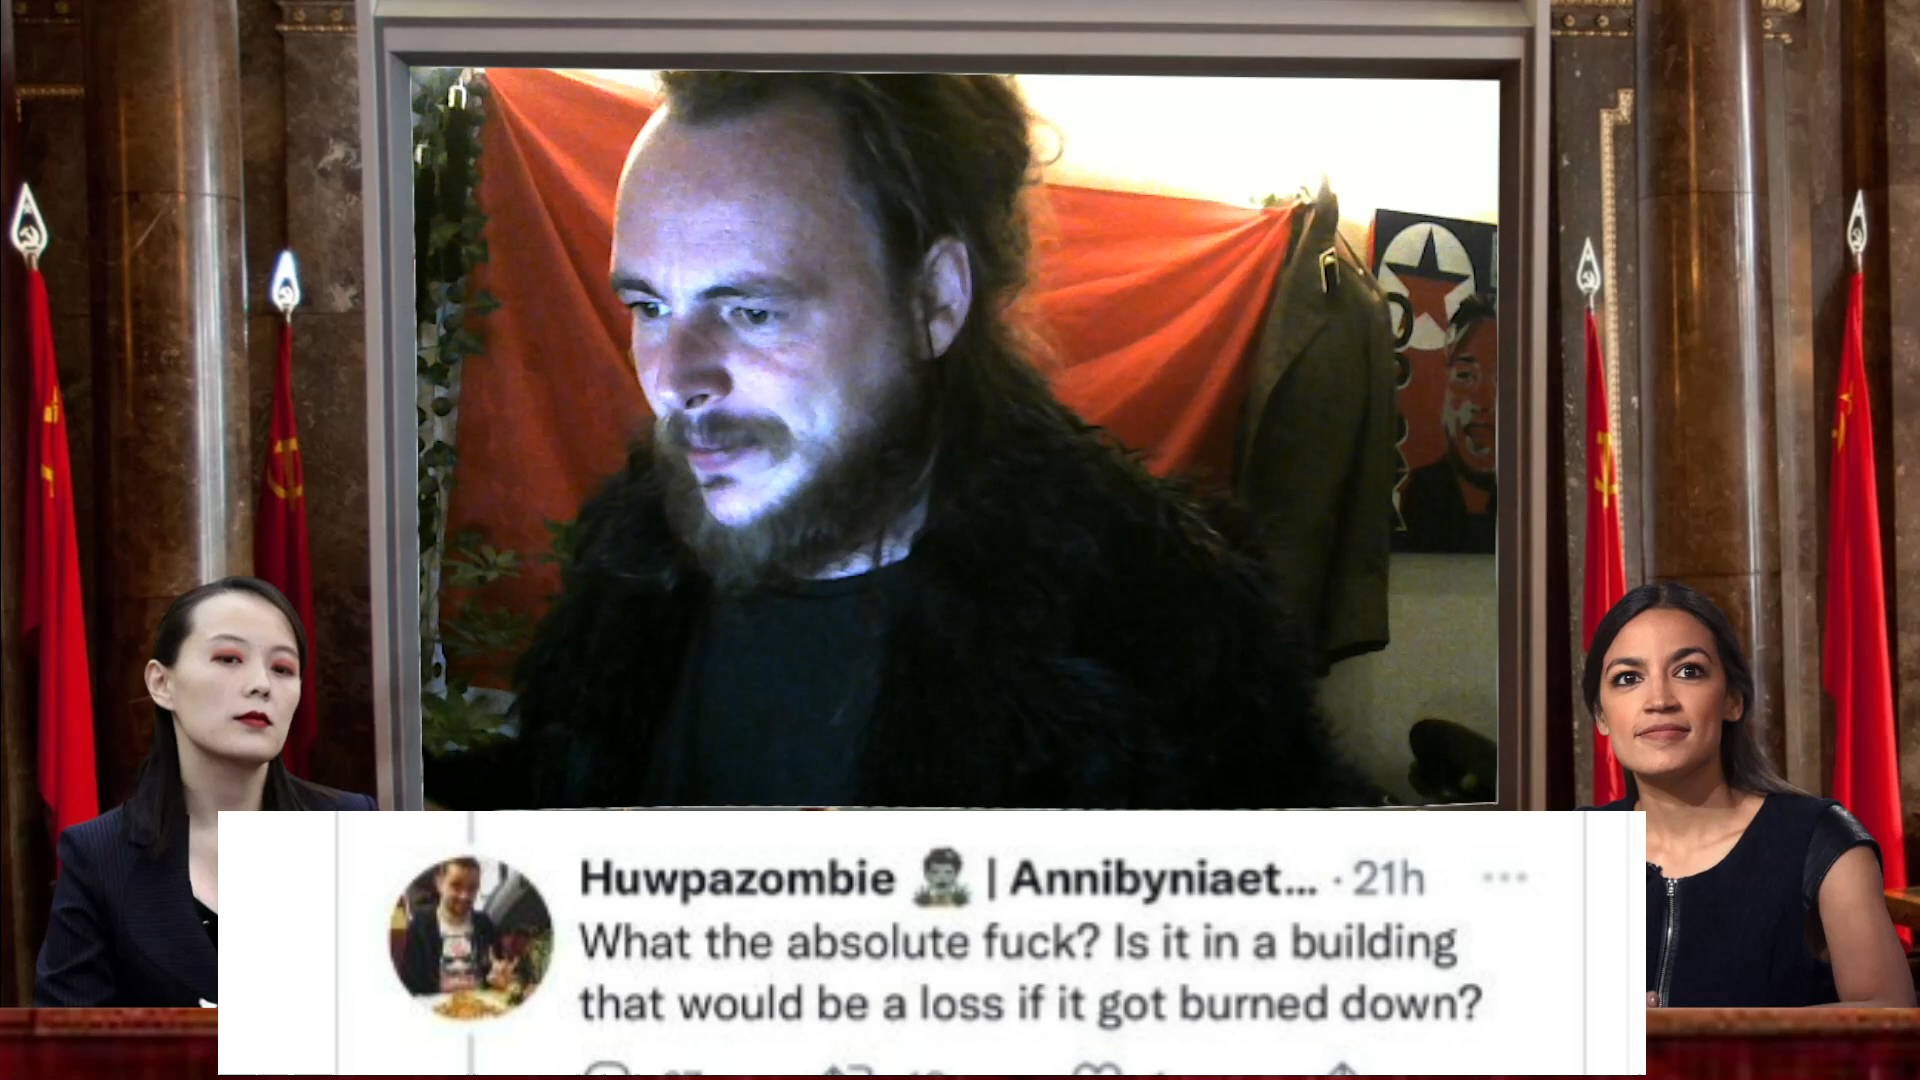 Huwpazombie | Annibyniaet... · 21h
What the absolute fuck? Is it in a building
that would be a loss if it got burned down?